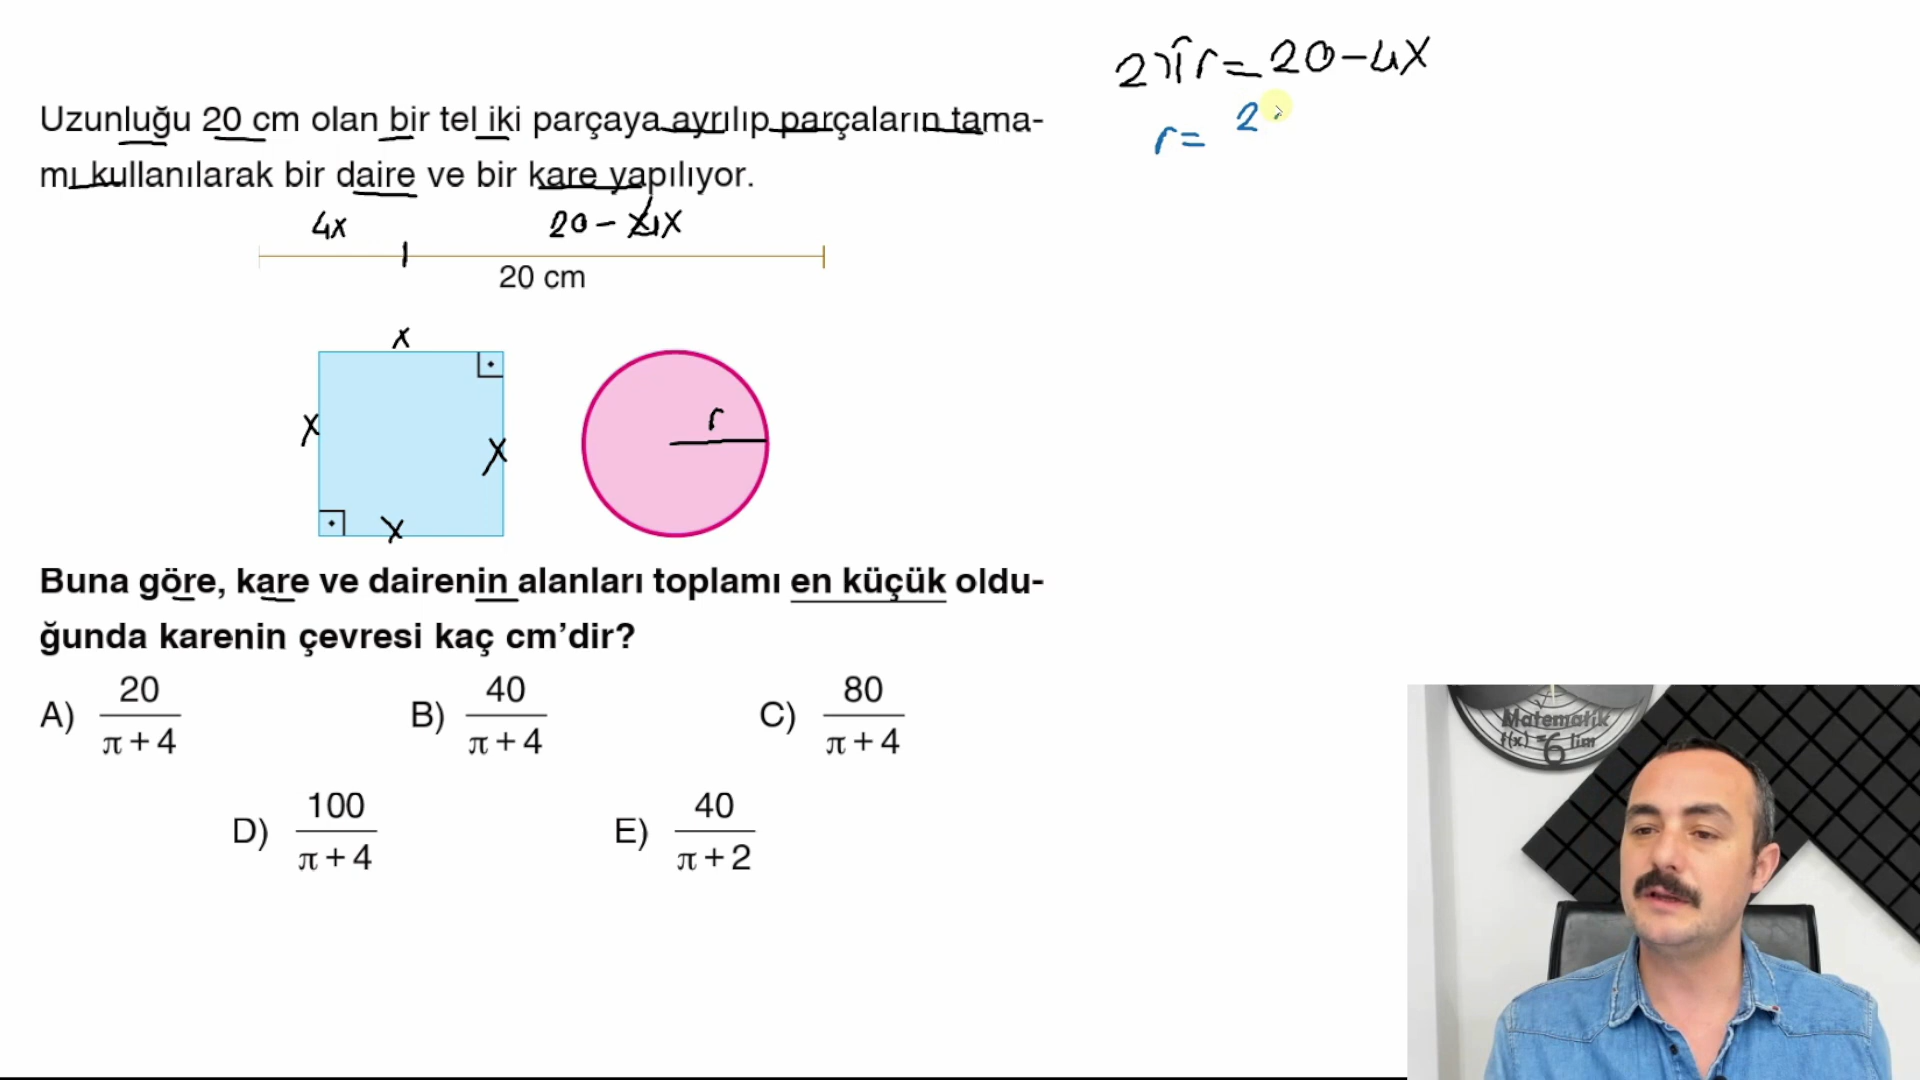 2πr=20-4x
r= 2
Uzunluğu 20 cm olan bir tel iki parçaya ayrılıp parçaların tama-
mı kullanılarak bir daire ve bir kare yapılıyor.
4x 20-4x
20 cm
x
x
r
x
x
Buna göre, kare ve dairenin alanları toplamı en küçük oldu-
ğunda karenin çevresi kaç cm'dir?
A) 20/(π+4) B) 40/(π+4) C) 80/(π+4)
D) 100/(π+4) E) 40/(π+2)
Matematik
f(x) = lim
6